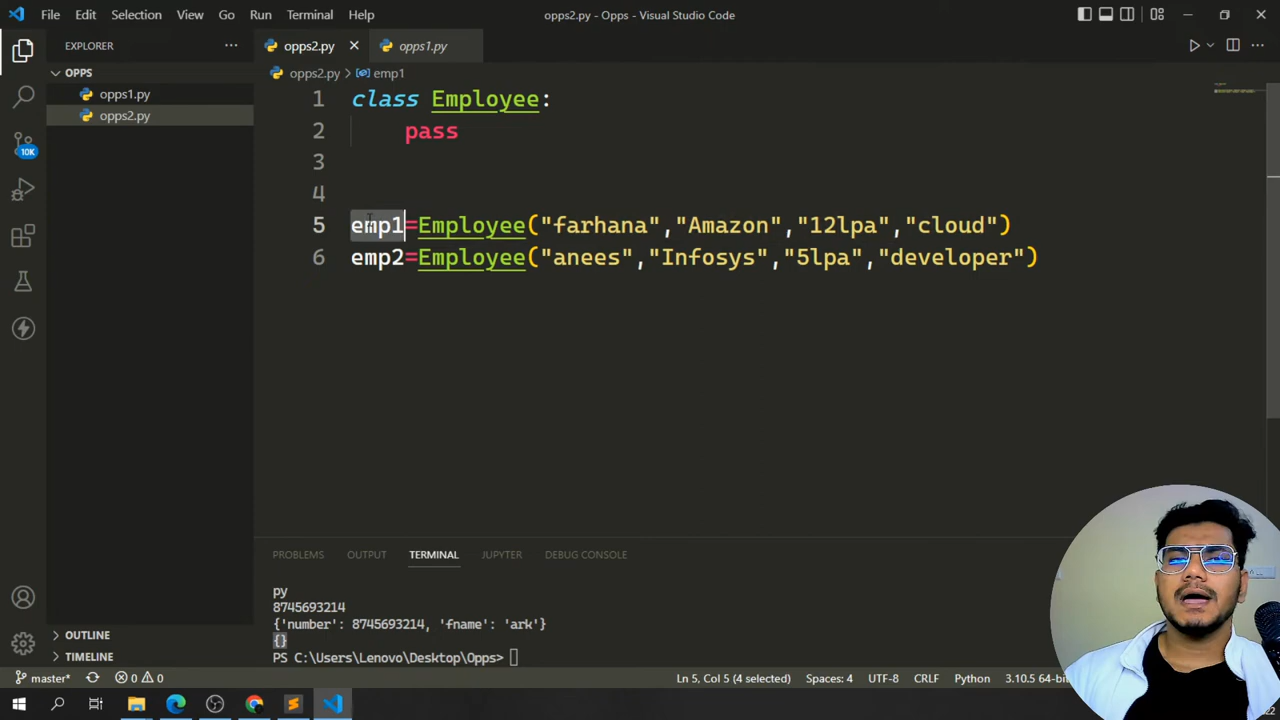 File Edit Selection View Go Run Terminal Help opps2.py - Opps - Visual Studio Code
EXPLORER
opps2.py opps1.py
OPPS
opps2.py > emp1
opps1.py
opps2.py
1 class Employee:
2 pass
3
4
5 emp1=Employee("farhana","Amazon","12lpa","cloud")
6 emp2=Employee("anees","Infosys","5lpa","developer")
10K
PROBLEMS OUTPUT TERMINAL JUPYTER DEBUG CONSOLE
py
8745693214
{'number': 8745693214, 'fname': 'ark'}
{}
PS C:\Users\Lenovo\Desktop\Opps>
OUTLINE
TIMELINE
master* 0 0 Ln 5, Col 5 (4 selected) Spaces: 4 UTF-8 CRLF Python 3.10.5 64-b